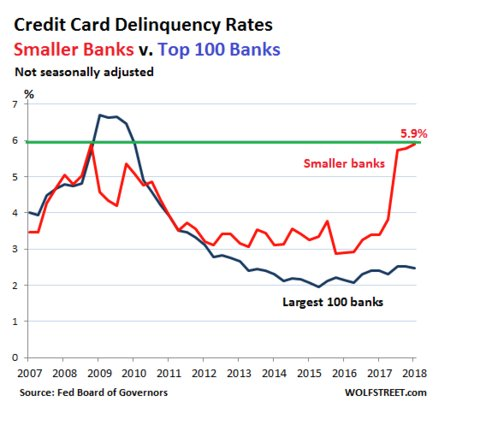 Credit Card Delinquency Rates
Smaller Banks v. Top 100 Banks
Not seasonally adjusted
%
7
6
5
4
3
2
1
0
5.9%
Smaller banks
Largest 100 banks
2007 2008 2009 2010 2011 2012 2013 2014 2015 2016 2017 2018
Source: Fed Board of Governors WOLFSTREET.com